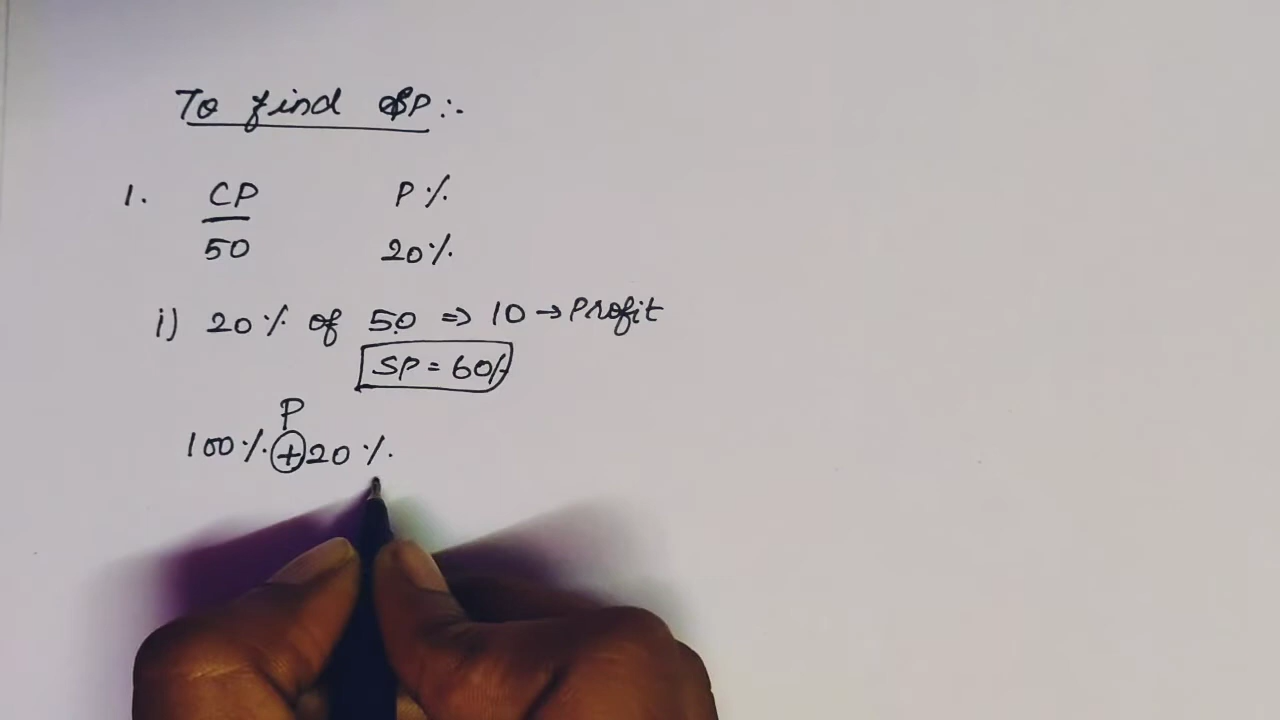 To find SP:-
1. CP P%
50 20%
i) 20% of 50 => 10 → Profit
SP = 60/-
P
100% + 20%